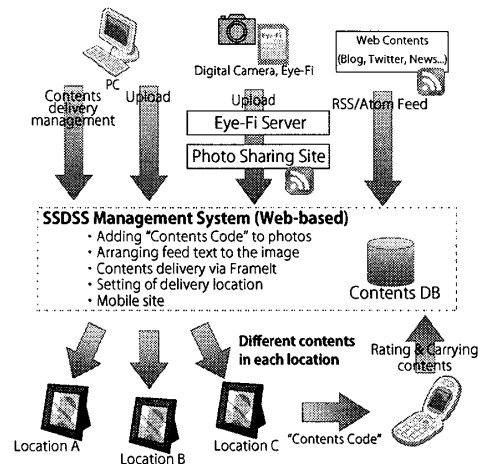 PC
Digital Camera, Eye-Fi
Eye-Fi
Web Contents
(Blog, Twitter, News...)
Contents
delivery
management
Upload
Upload
RSS/Atom Feed
Eye-Fi Server
Photo Sharing Site
SSDSS Management System (Web-based)
· Adding "Contents Code" to photos
· Arranging feed text to the image
· Contents delivery via FrameIt
· Setting of delivery location
· Mobile site
Contents DB
Different contents
in each location
Rating & Carrying
contents
Location A
Location B
Location C
"Contents Code"